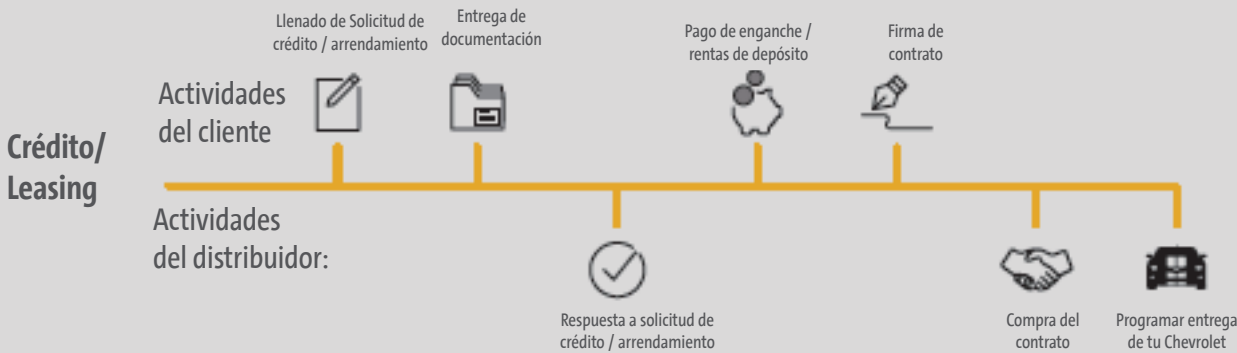 Llenado de Solicitud de
crédito / arrendamiento
Entrega de
documentación
Pago de enganche /
rentas de depósito
Firma de
contrato
Actividades
del cliente
Crédito/
Leasing
Actividades
del distribuidor:
Respuesta a solicitud de
crédito / arrendamiento
Compra del
contrato
Programar entrega
de tu Chevrolet